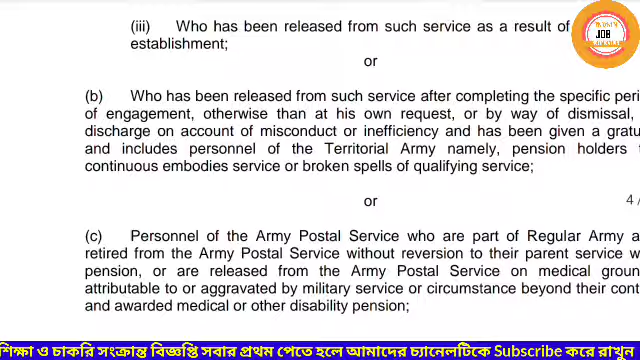 (iii) Who has been released from such service as a result of
establishment;
or
(b) Who has been released from such service after completing the specific peri
of engagement, otherwise than at his own request, or by way of dismissal,
discharge on account of misconduct or inefficiency and has been given a gratu
and includes personnel of the Territorial Army namely, pension holders f
continuous embodies service or broken spells of qualifying service;
or
4 /
(c) Personnel of the Army Postal Service who are part of Regular Army a
retired from the Army Postal Service without reversion to their parent service w
pension, or are released from the Army Postal Service on medical groun
attributable to or aggravated by military service or circumstance beyond their cont
and awarded medical or other disability pension;
শিক্ষা ও চাকরি সংক্রান্ত বিজ্ঞপ্তি সবার প্রথম পেতে হলে আমাদের চ্যানেলটিকে Subscribe করে রাখুন
JOB